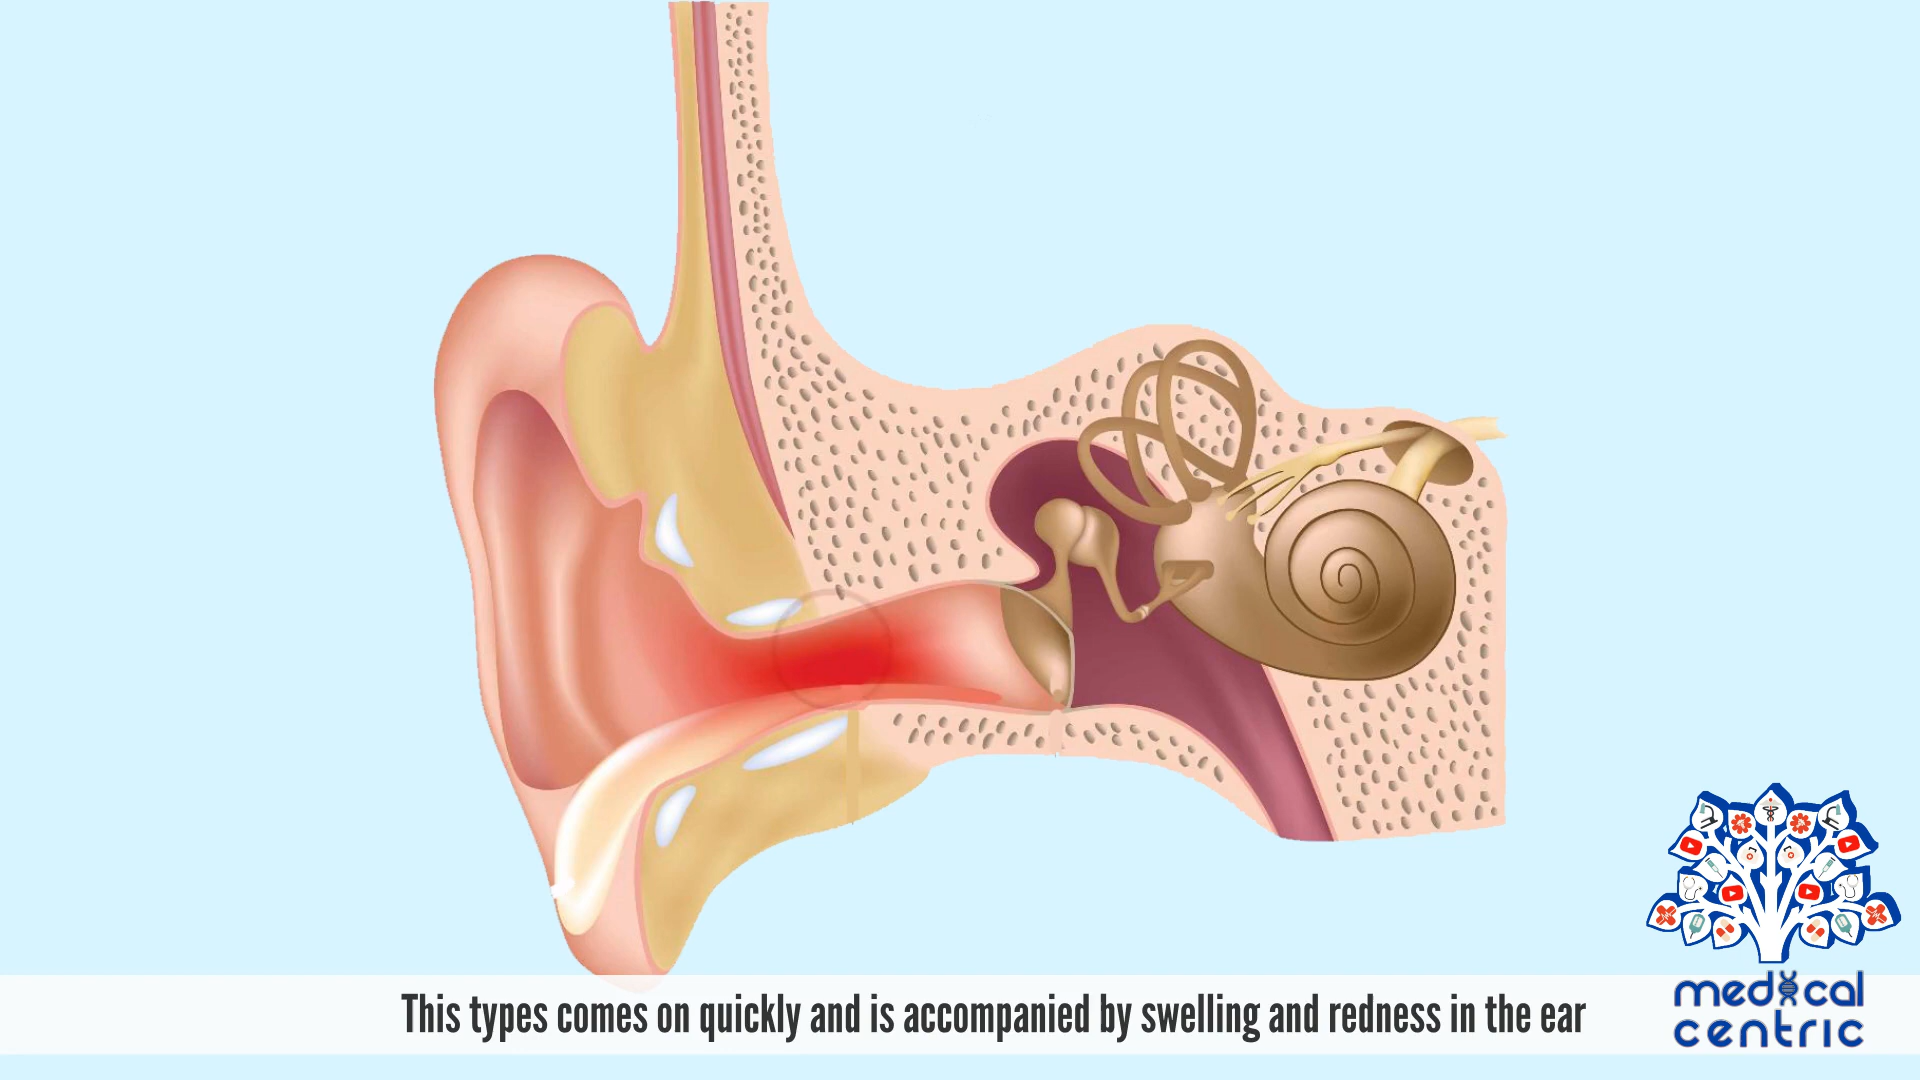 This types comes on quickly and is accompanied by swelling and redness in the ear
medical
centric